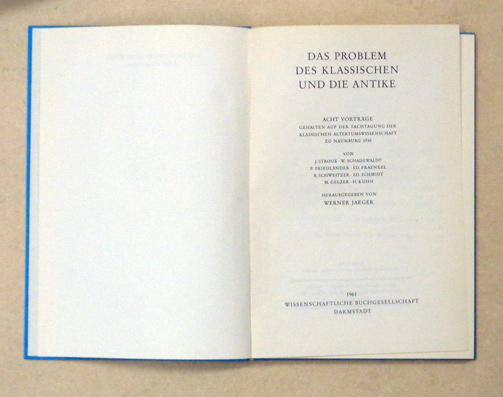 DAS PROBLEM
DES KLASSISCHEN
UND DIE ANTIKE
ACHT VORTRÄGE
GEHALTEN AUF DER FACHTAGUNG DER
KLASSISCHEN ALTERTUMSWISSENSCHAFT
ZU NAUMBURG 1930
VON
J. STROUX · W. SCHADEWALDT
P. FRIEDLÄNDER · ED. FRAENKEL
B. SCHWEITZER · ED. SCHMIDT
M. GELZER · H. KUHN
HERAUSGEGEBEN VON
WERNER JAEGER
1961
WISSENSCHAFTLICHE BUCHGESELLSCHAFT
DARMSTADT